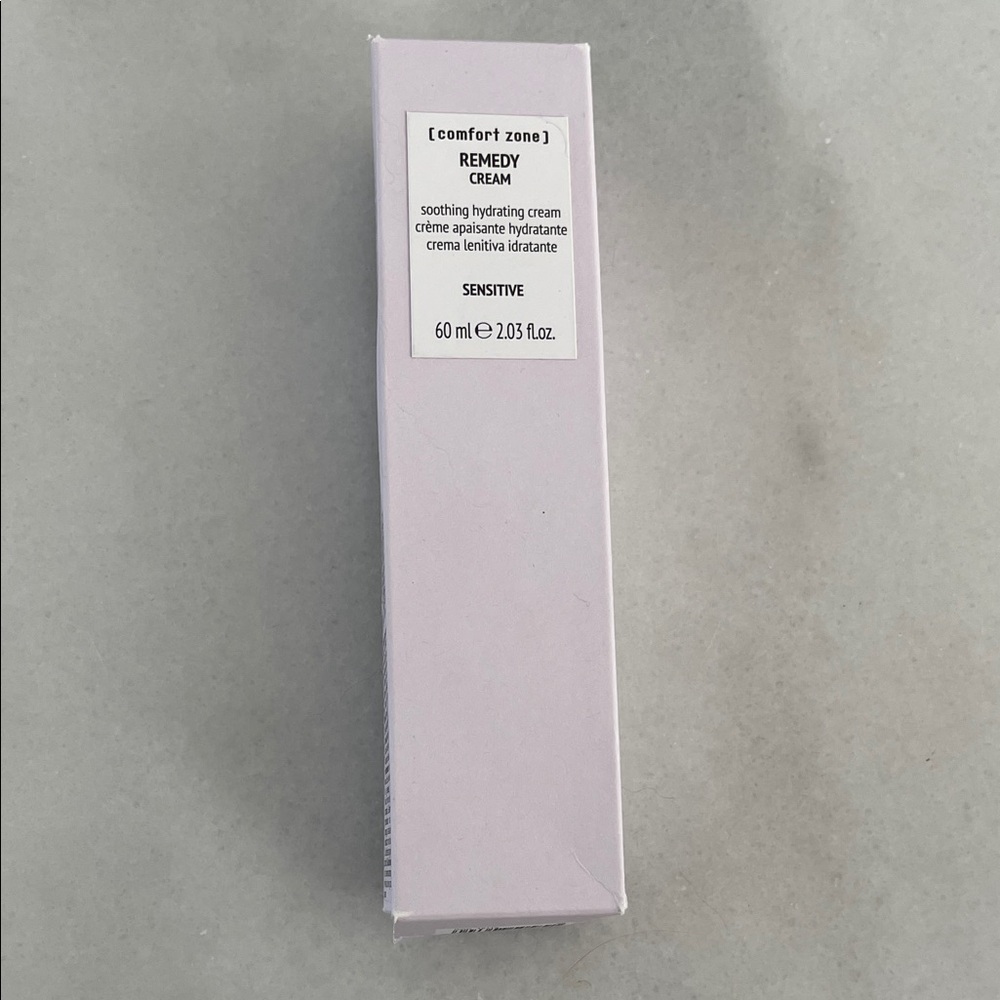 [comfort zone]
REMEDY
CREAM
soothing hydrating cream
crème apaisante hydratante
crema lenitiva idratante
SENSITIVE
60 ml ℮ 2.03 fl.oz.